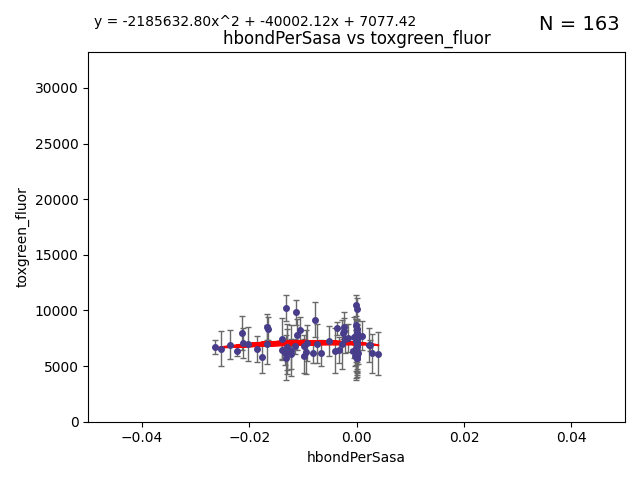 y = -2185632.80x^2 + -40002.12x + 7077.42
N = 163
hbondPerSasa vs toxgreen_fluor
30000
25000
20000
15000
10000
5000
0
toxgreen_fluor
−0.04 −0.02 0.00 0.02 0.04
hbondPerSasa